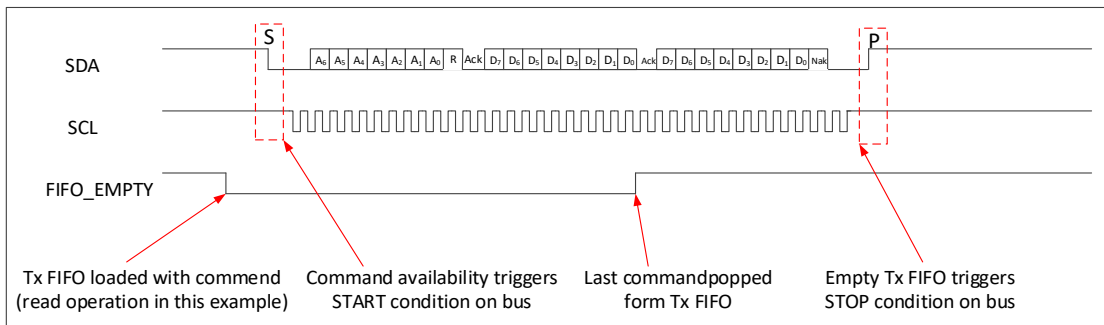 S
P
SDA
A6 A5 A4 A3 A2 A1 A0 R Ack D7 D6 D5 D4 D3 D2 D1 D0 Ack D7 D6 D5 D4 D3 D2 D1 D0 Nak
SCL
FIFO_EMPTY
Tx FIFO loaded with commend
(read operation in this example)
Command availability triggers
START condition on bus
Last commandpopped
form Tx FIFO
Empty Tx FIFO triggers
STOP condition on bus